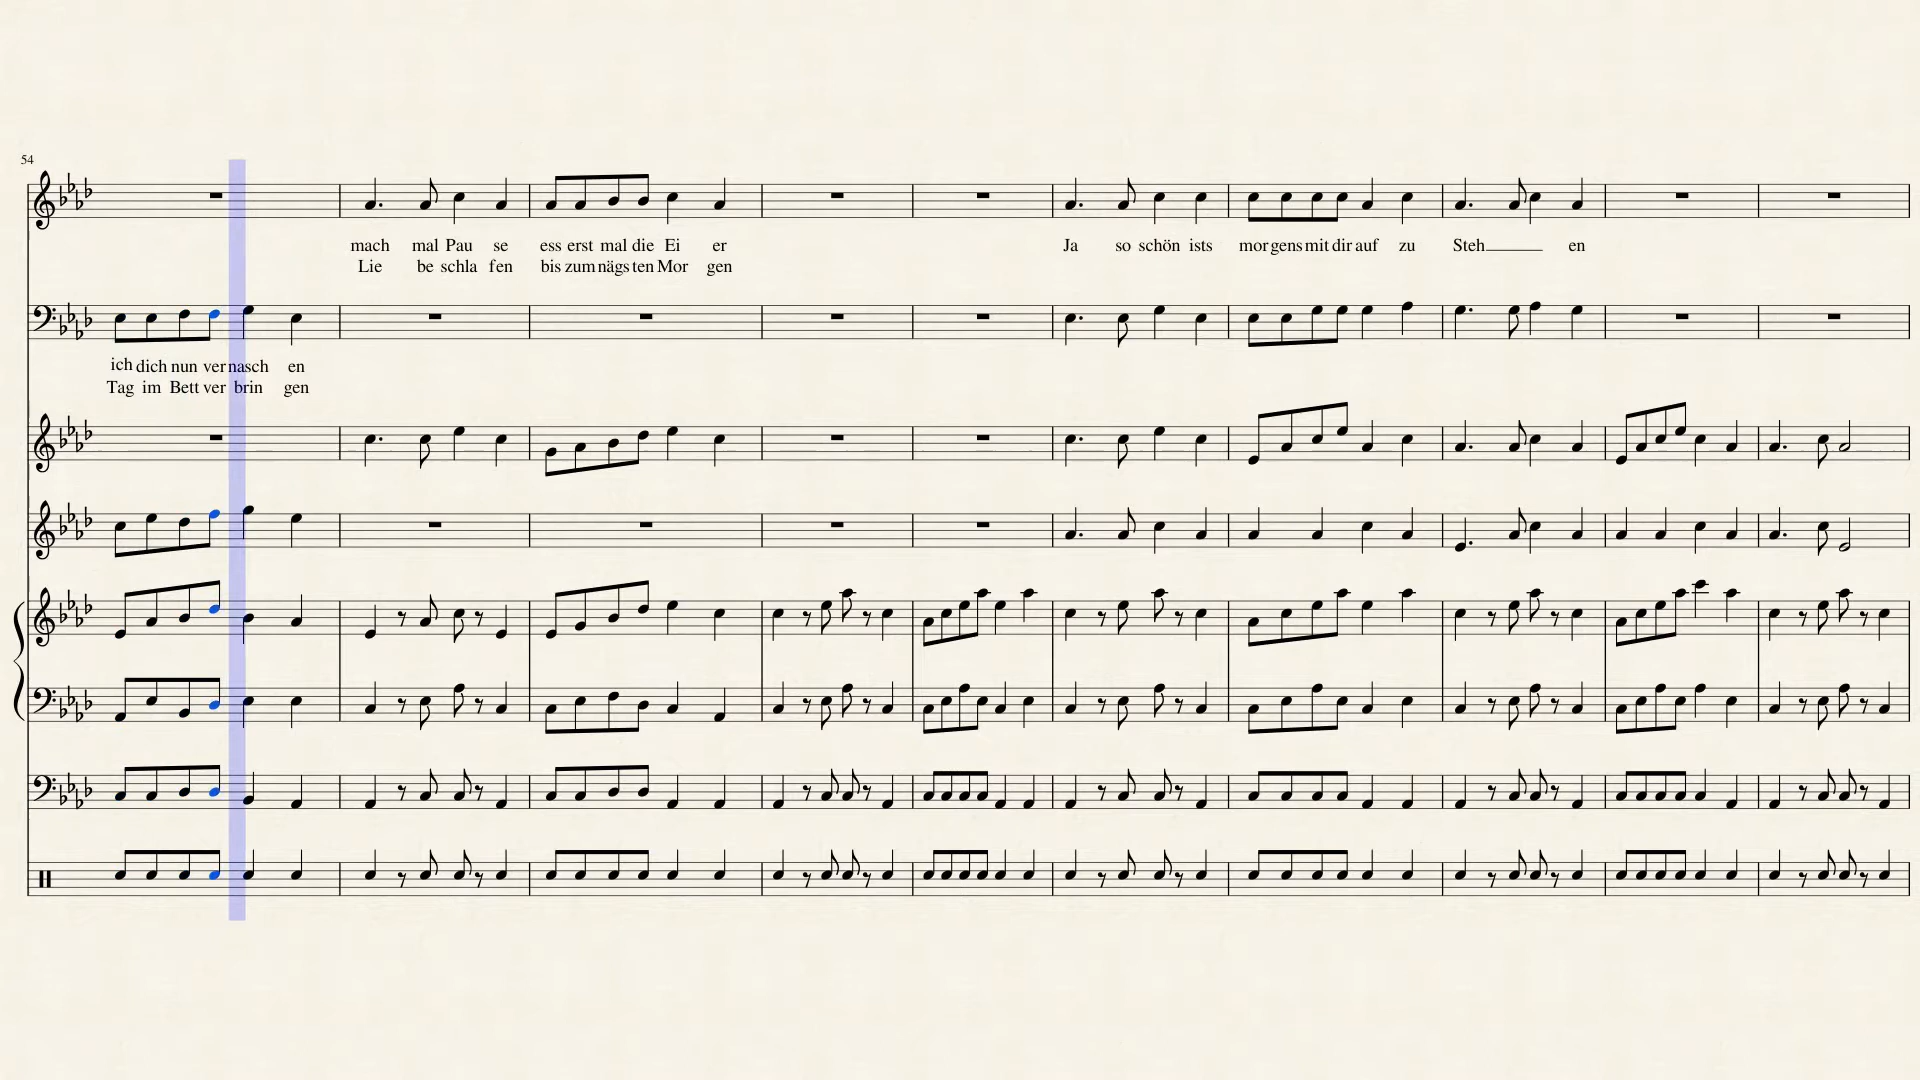 54
mach mal Pau se ess erst mal die Ei er Ja so schön ists mor gens mit dir auf zu Steh en
Lie be schla fen bis zum nägs ten Mor gen
ich dich nun ver nasch en
Tag im Bett ver brin gen